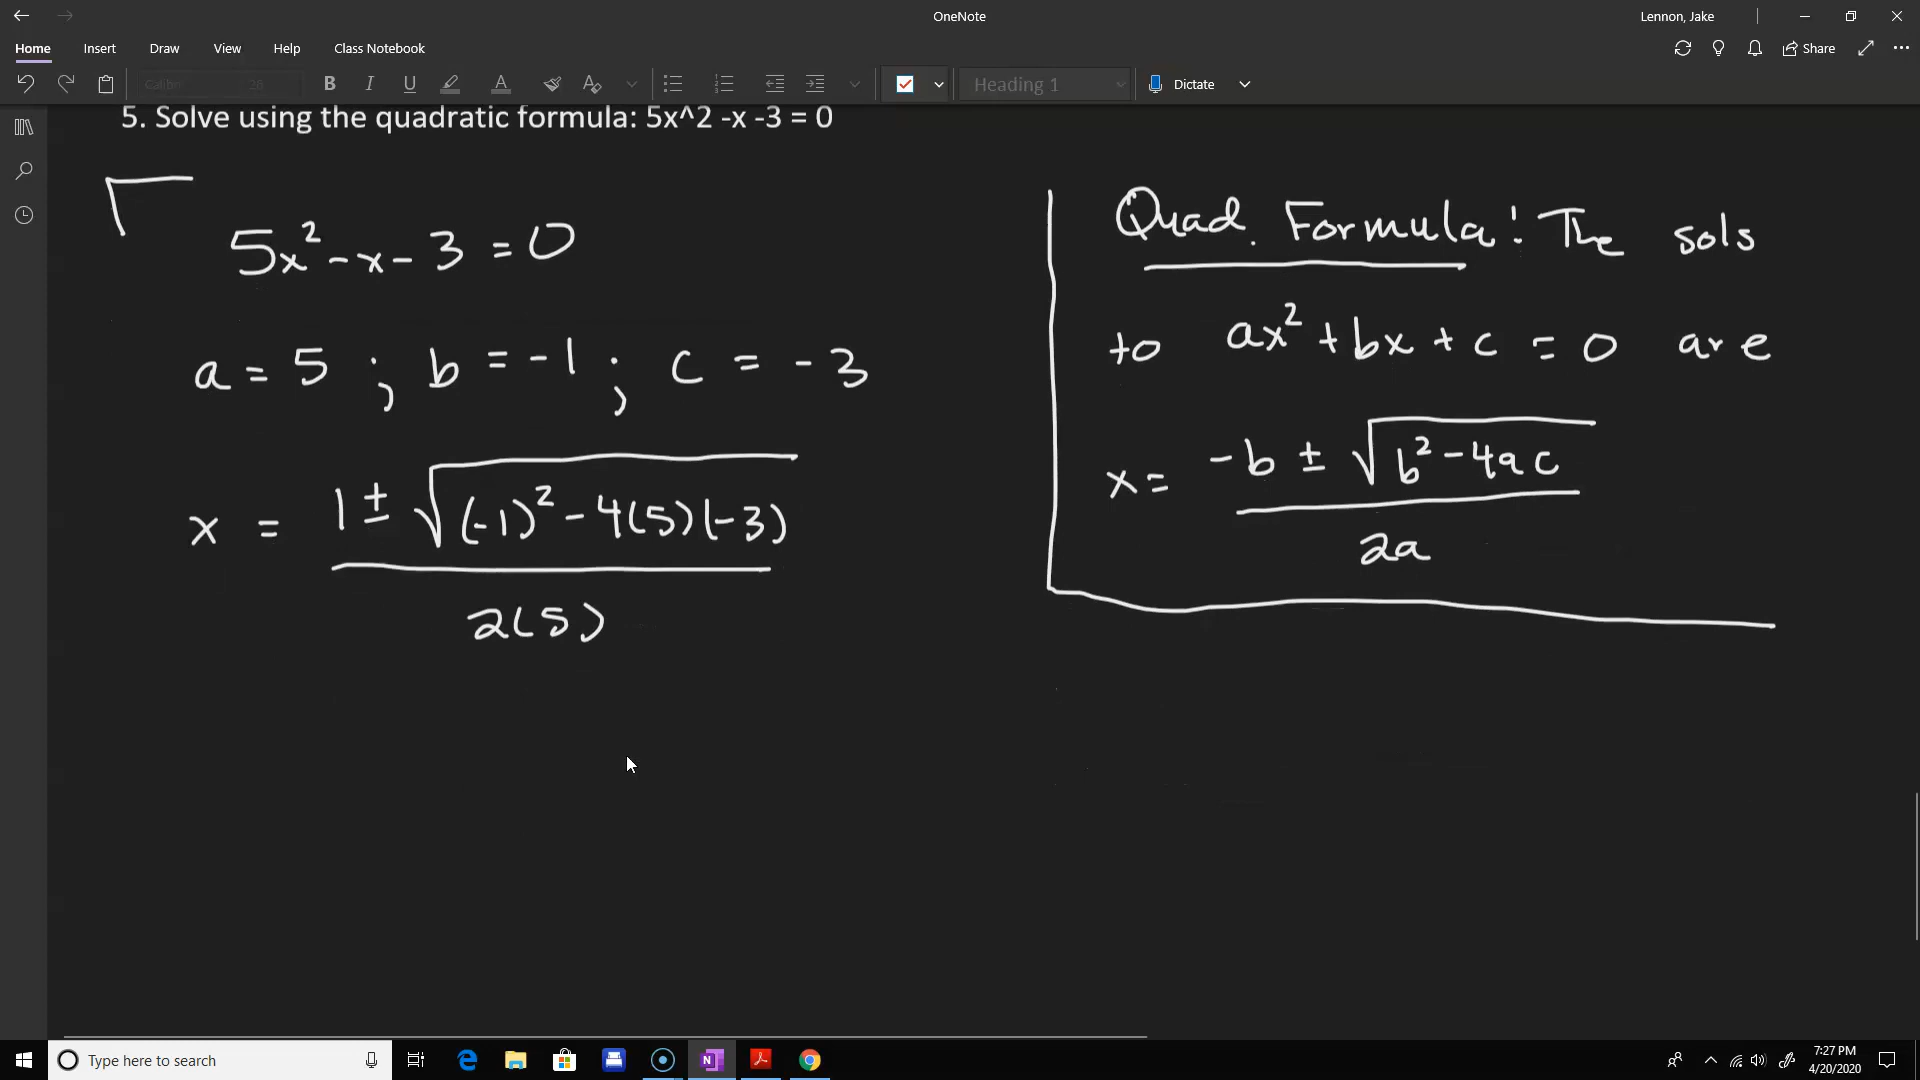 OneNote
Lennon, Jake
Home Insert Draw View Help Class Notebook
Share
Calibri 26 B I U A Heading 1 Dictate
5. Solve using the quadratic formula: 5x^2 -x -3 = 0
5x² - x - 3 = 0
a = 5 ; b = -1 ; c = -3
x = 1 ± √(-1)² - 4(5)(-3)
2(5)
Quad. Formula: The sols
to ax² + bx + c = 0 are
x = -b ± √b² - 4ac
2a
Type here to search
7:27 PM
4/20/2020